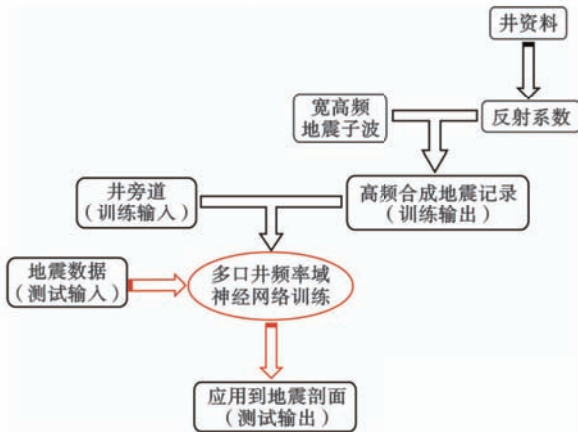 井资料
宽高频
地震子波
反射系数
井旁道
（训练输入）
高频合成地震记录
（训练输出）
地震数据
（测试输入）
多口井频率域
神经网络训练
应用到地震剖面
（测试输出）